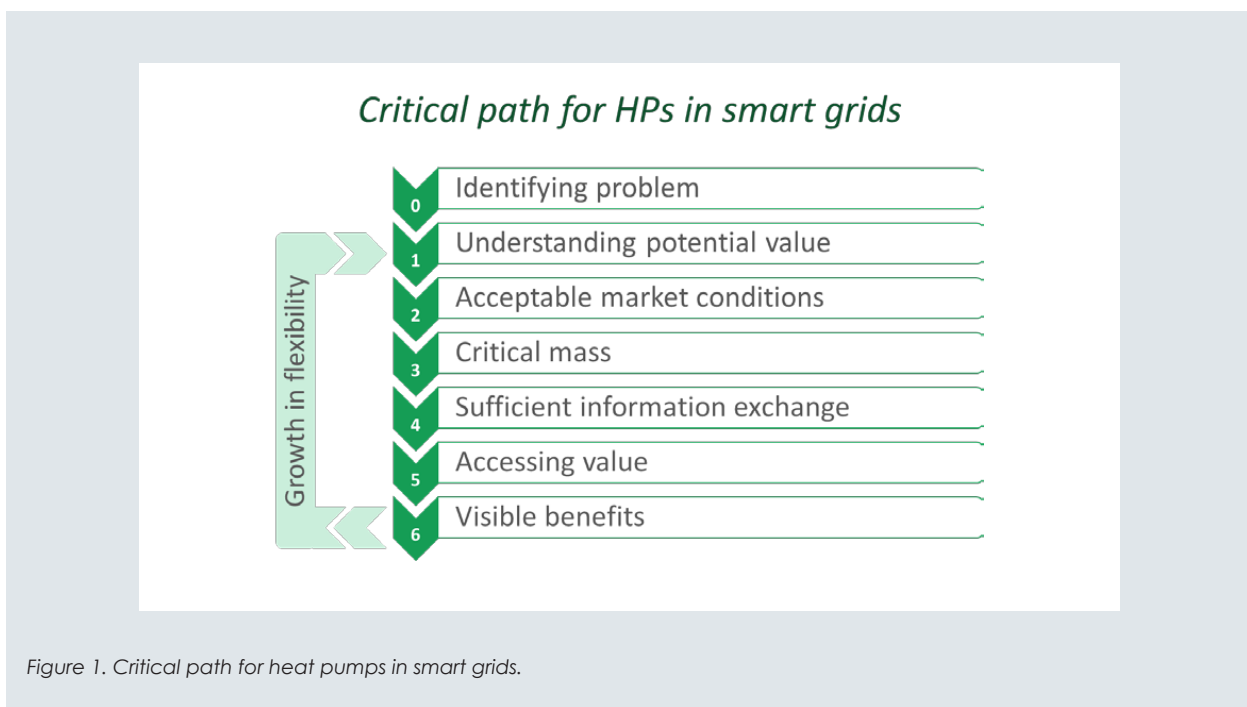 Critical path for HPs in smart grids
0
Identifying problem
1
Understanding potential value
2
Acceptable market conditions
3
Critical mass
4
Sufficient information exchange
5
Accessing value
6
Visible benefits
Growth in flexibility
Figure 1. Critical path for heat pumps in smart grids.